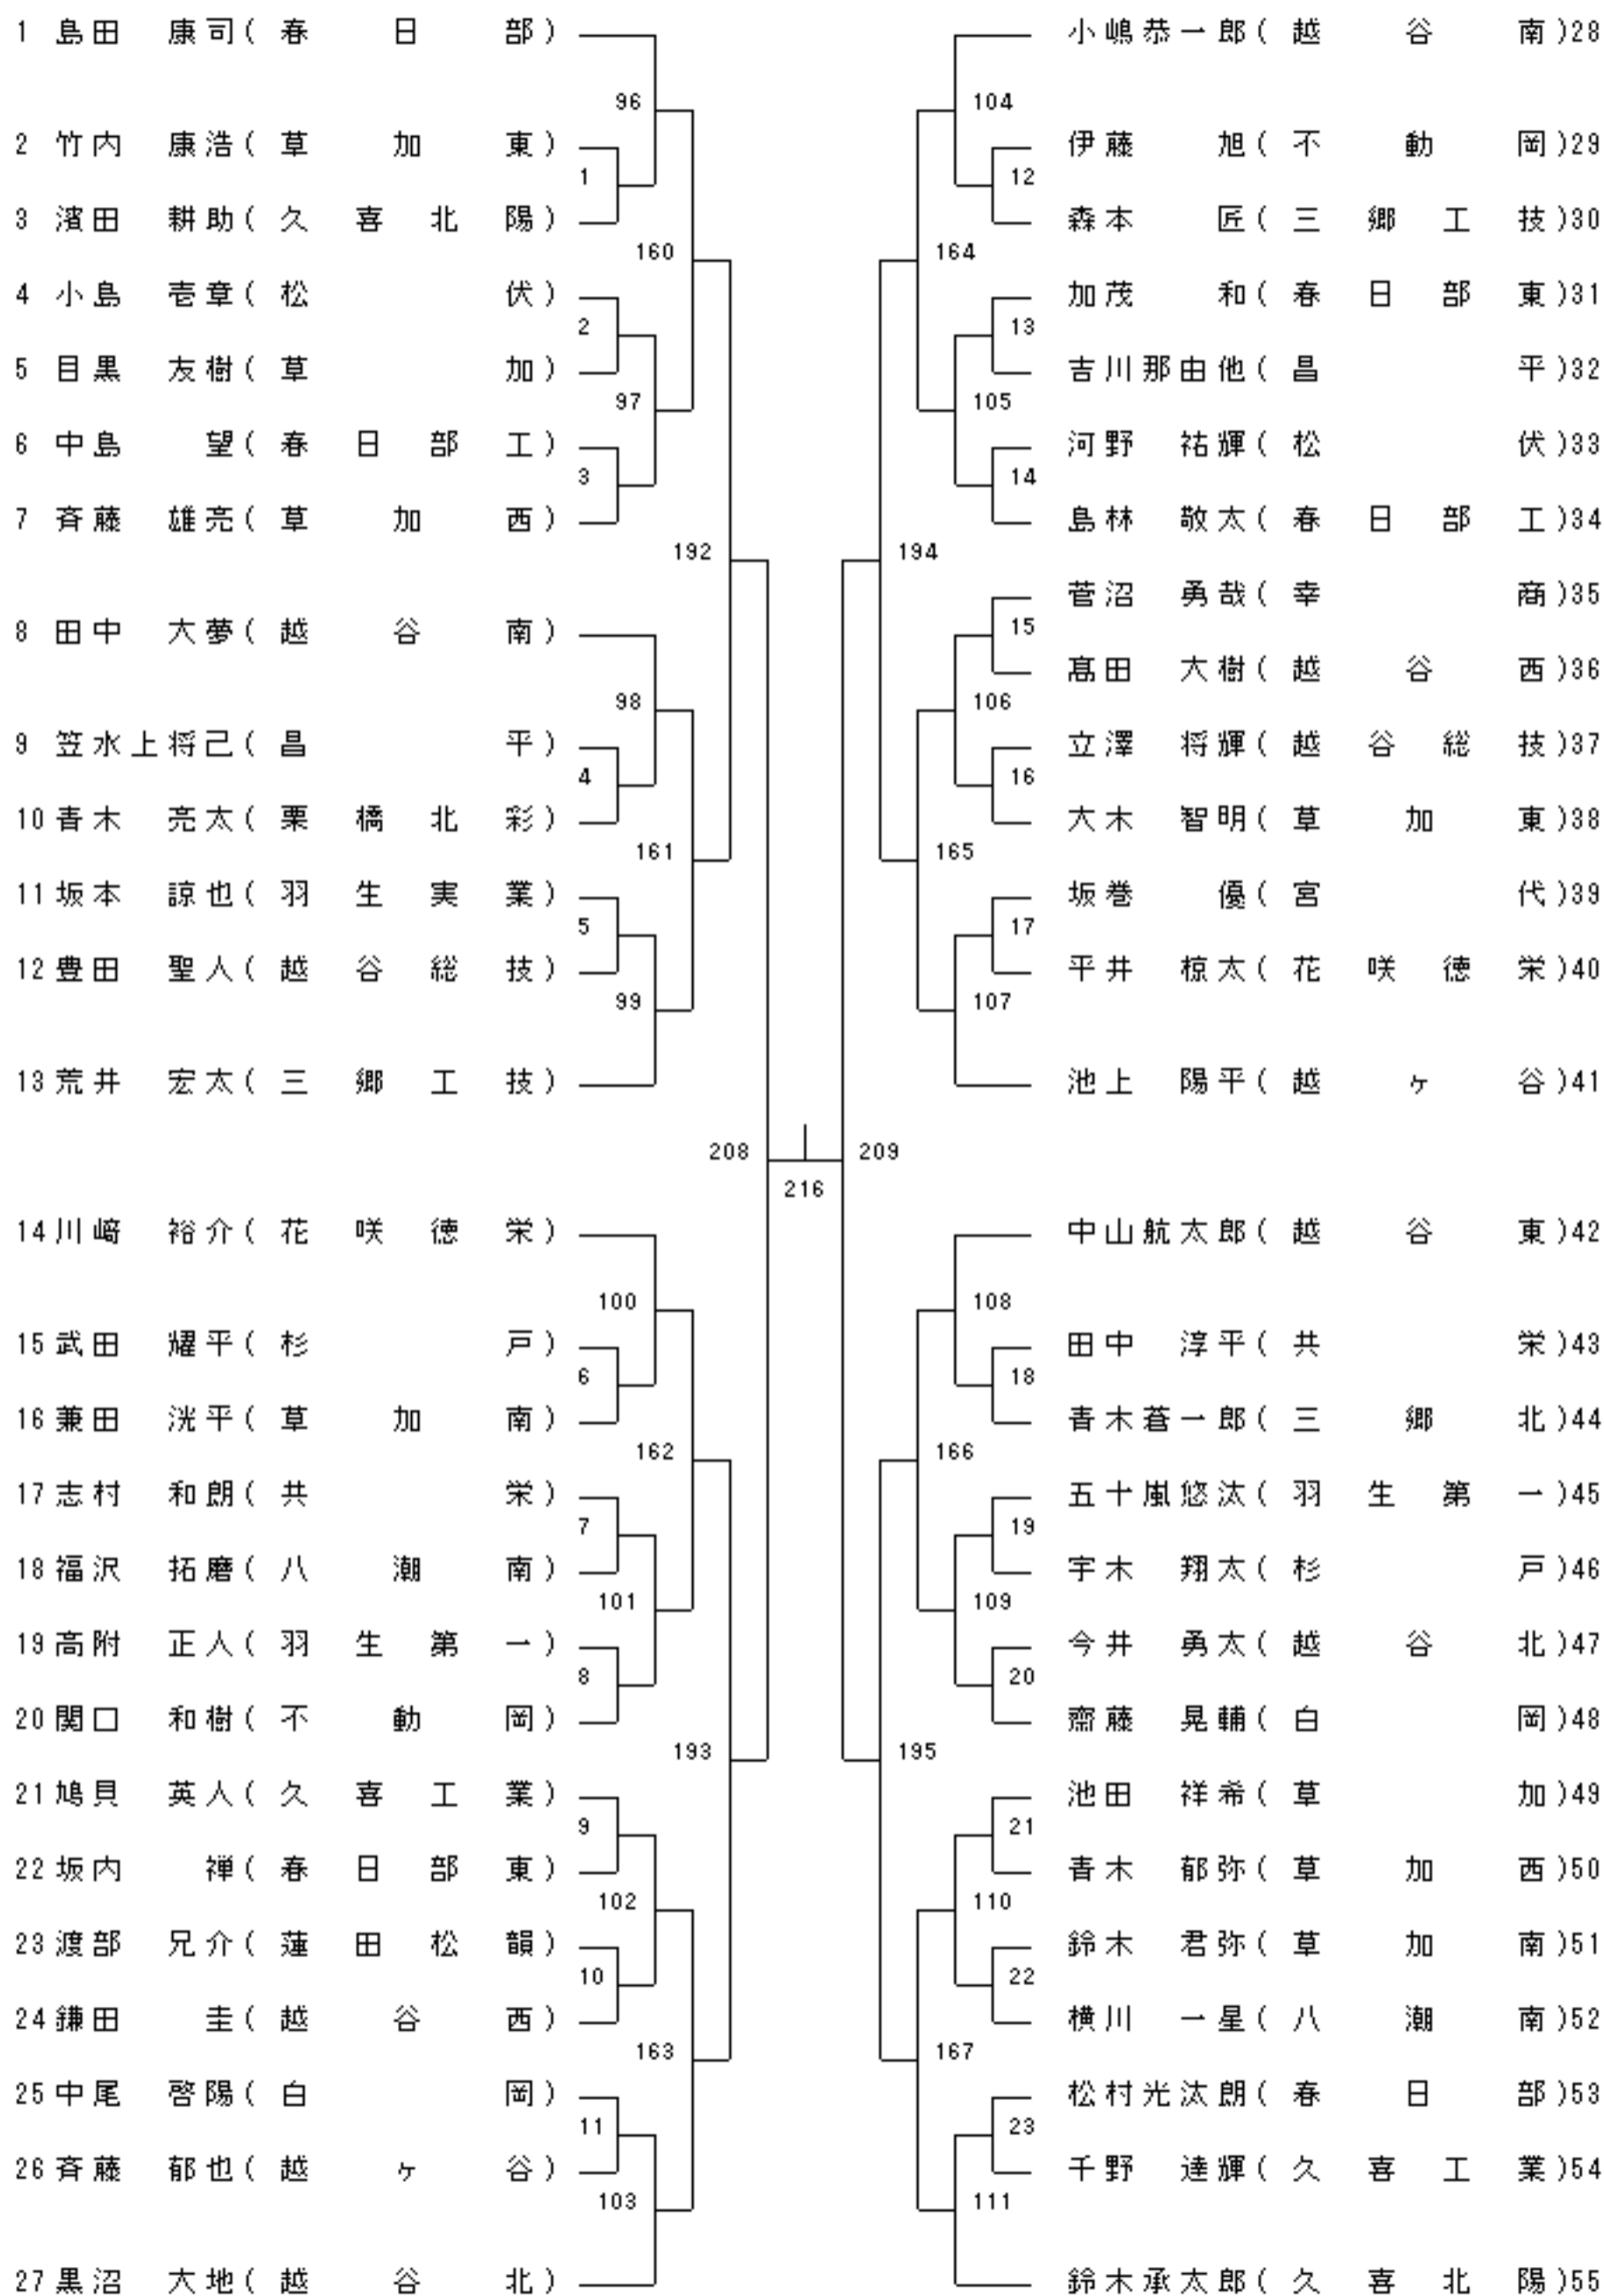 1 島田 康司(春日部)
96
2 竹内 康浩(草加東)
1
3 濱田 耕助(久喜北陽)
160
4 小島 壱章(松伏)
2
5 目黒 友樹(草加)
97
6 中島 望(春日部工)
3
7 斉藤 雄亮(草加西)
192
8 田中 大夢(越谷南)
98
9 笠水上将己(昌平)
4
10 青木 亮太(栗橋北彩)
161
11 坂本 諒也(羽生実業)
5
12 豊田 聖人(越谷総技)
99
13 荒井 宏太(三郷工技)
208
14 川﨑 裕介(花咲徳栄)
100
15 武田 耀平(杉戸)
6
16 兼田 洸平(草加南)
162
17 志村 和朗(共栄)
7
18 福沢 拓磨(八潮南)
101
19 高附 正人(羽生第一)
8
20 関口 和樹(不動岡)
193
21 鳩貝 英人(久喜工業)
9
22 坂内 禅(春日部東)
102
23 渡部 兄介(蓮田松韻)
10
24 鎌田 圭(越谷西)
163
25 中尾 啓陽(白岡)
11
26 斉藤 郁也(越ヶ谷)
103
27 黒沼 大地(越谷北)
216
小嶋恭一郎(越谷南)28
104
伊藤 旭(不動岡)29
12
森本 匠(三郷工技)30
164
加茂 和(春日部東)31
13
吉川那由他(昌平)32
105
河野 祐輝(松伏)33
14
島林 敬太(春日部工)34
194
菅沼 勇哉(幸商)35
15
髙田 大樹(越谷西)36
106
立澤 将輝(越谷総技)37
16
大木 智明(草加東)38
165
坂巻 優(宮代)39
17
平井 椋太(花咲徳栄)40
107
池上 陽平(越ヶ谷)41
209
中山航太郎(越谷東)42
108
田中 淳平(共栄)43
18
青木蒼一郎(三郷北)44
166
五十嵐悠汰(羽生第一)45
19
宇木 翔太(杉戸)46
109
今井 勇太(越谷北)47
20
齋藤 晃輔(白岡)48
195
池田 祥希(草加)49
21
青木 郁弥(草加西)50
110
鈴木 君弥(草加南)51
22
横川 一星(八潮南)52
167
松村光汰朗(春日部)53
23
千野 達輝(久喜工業)54
111
鈴木承太郎(久喜北陽)55